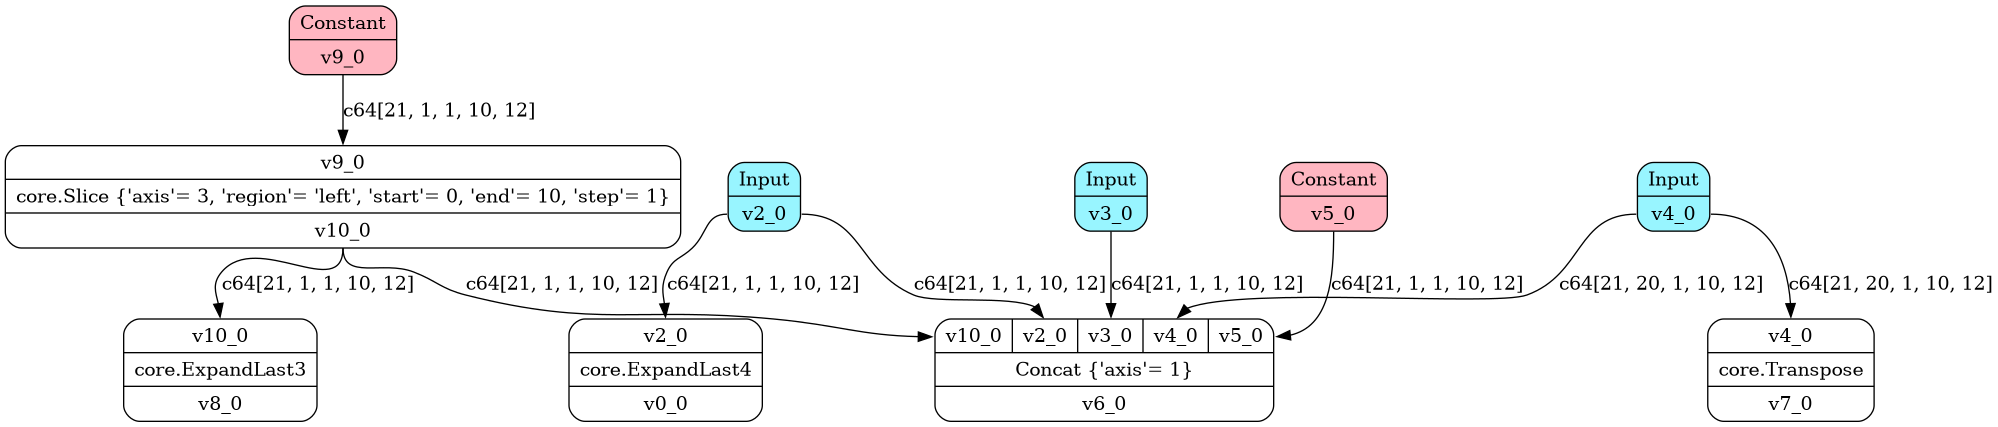 Constant
v9_0
c64[21, 1, 1, 10, 12]
v9_0
core.Slice {'axis'= 3, 'region'= 'left', 'start'= 0, 'end'= 10, 'step'= 1}
v10_0
Input
v2_0
Input
v3_0
Constant
v5_0
Input
v4_0
c64[21, 1, 1, 10, 12]
c64[21, 1, 1, 10, 12]
c64[21, 1, 1, 10, 12]
c64[21, 1, 1, 10, 12]
c64[21, 1, 1, 10, 12]
c64[21, 1, 1, 10, 12]
c64[21, 20, 1, 10, 12]
c64[21, 20, 1, 10, 12]
v10_0
core.ExpandLast3
v8_0
v2_0
core.ExpandLast4
v0_0
v10_0 v2_0 v3_0 v4_0 v5_0
Concat {'axis'= 1}
v6_0
v4_0
core.Transpose
v7_0